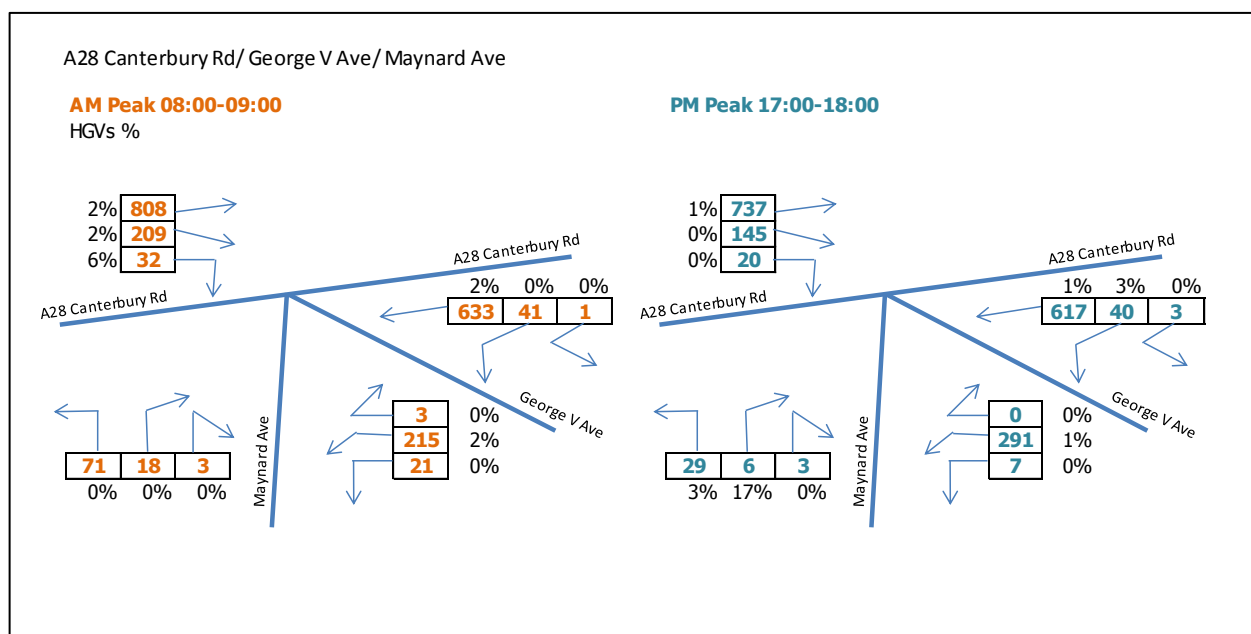 A28 Canterbury Rd/ George V Ave/ Maynard Ave
AM Peak 08:00-09:00
HGVs %
2% 808
2% 209
6% 32
A28 Canterbury Rd
A28 Canterbury Rd
2% 0% 0%
633 41 1
George V Ave
Maynard Ave
3 0%
215 2%
21 0%
71 18 3
0% 0% 0%
PM Peak 17:00-18:00
1% 737
0% 145
0% 20
A28 Canterbury Rd
A28 Canterbury Rd
1% 3% 0%
617 40 3
George V Ave
Maynard Ave
0 0%
291 1%
7 0%
29 6 3
3% 17% 0%